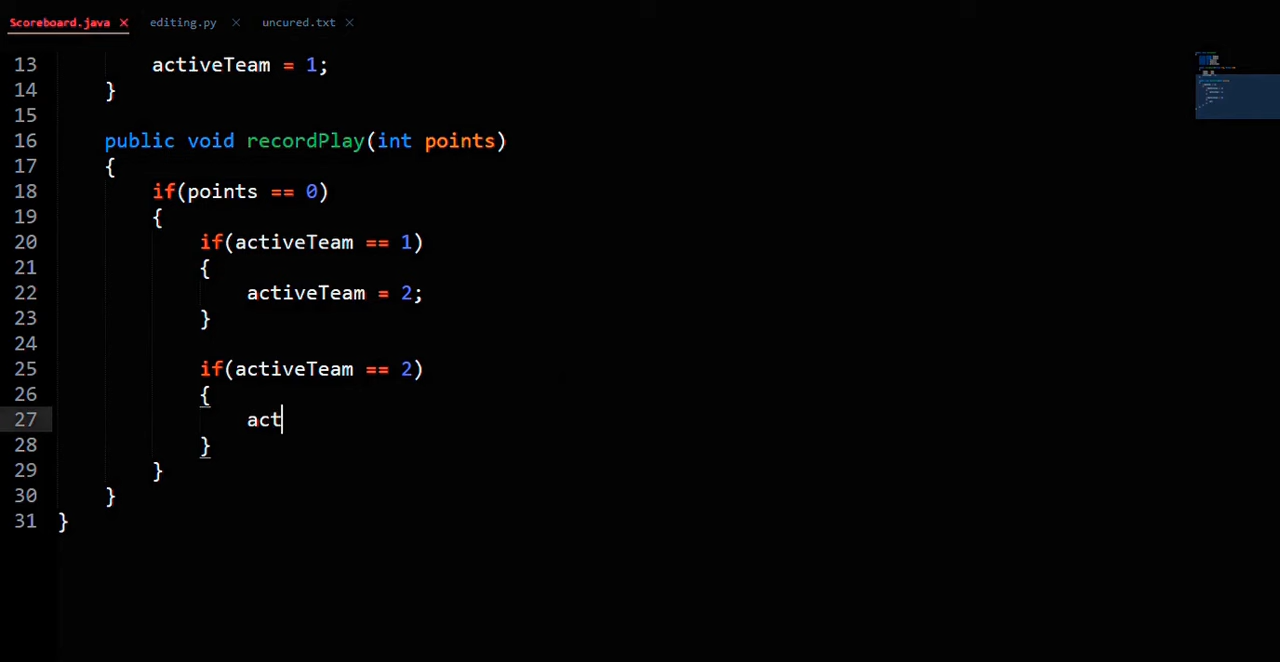 Scoreboard.java × editing.py × uncured.txt ×
13 activeTeam = 1;
14 }
15
16 public void recordPlay(int points)
17 {
18 if(points == 0)
19 {
20 if(activeTeam == 1)
21 {
22 activeTeam = 2;
23 }
24
25 if(activeTeam == 2)
26 {
27 act
28 }
29 }
30 }
31 }